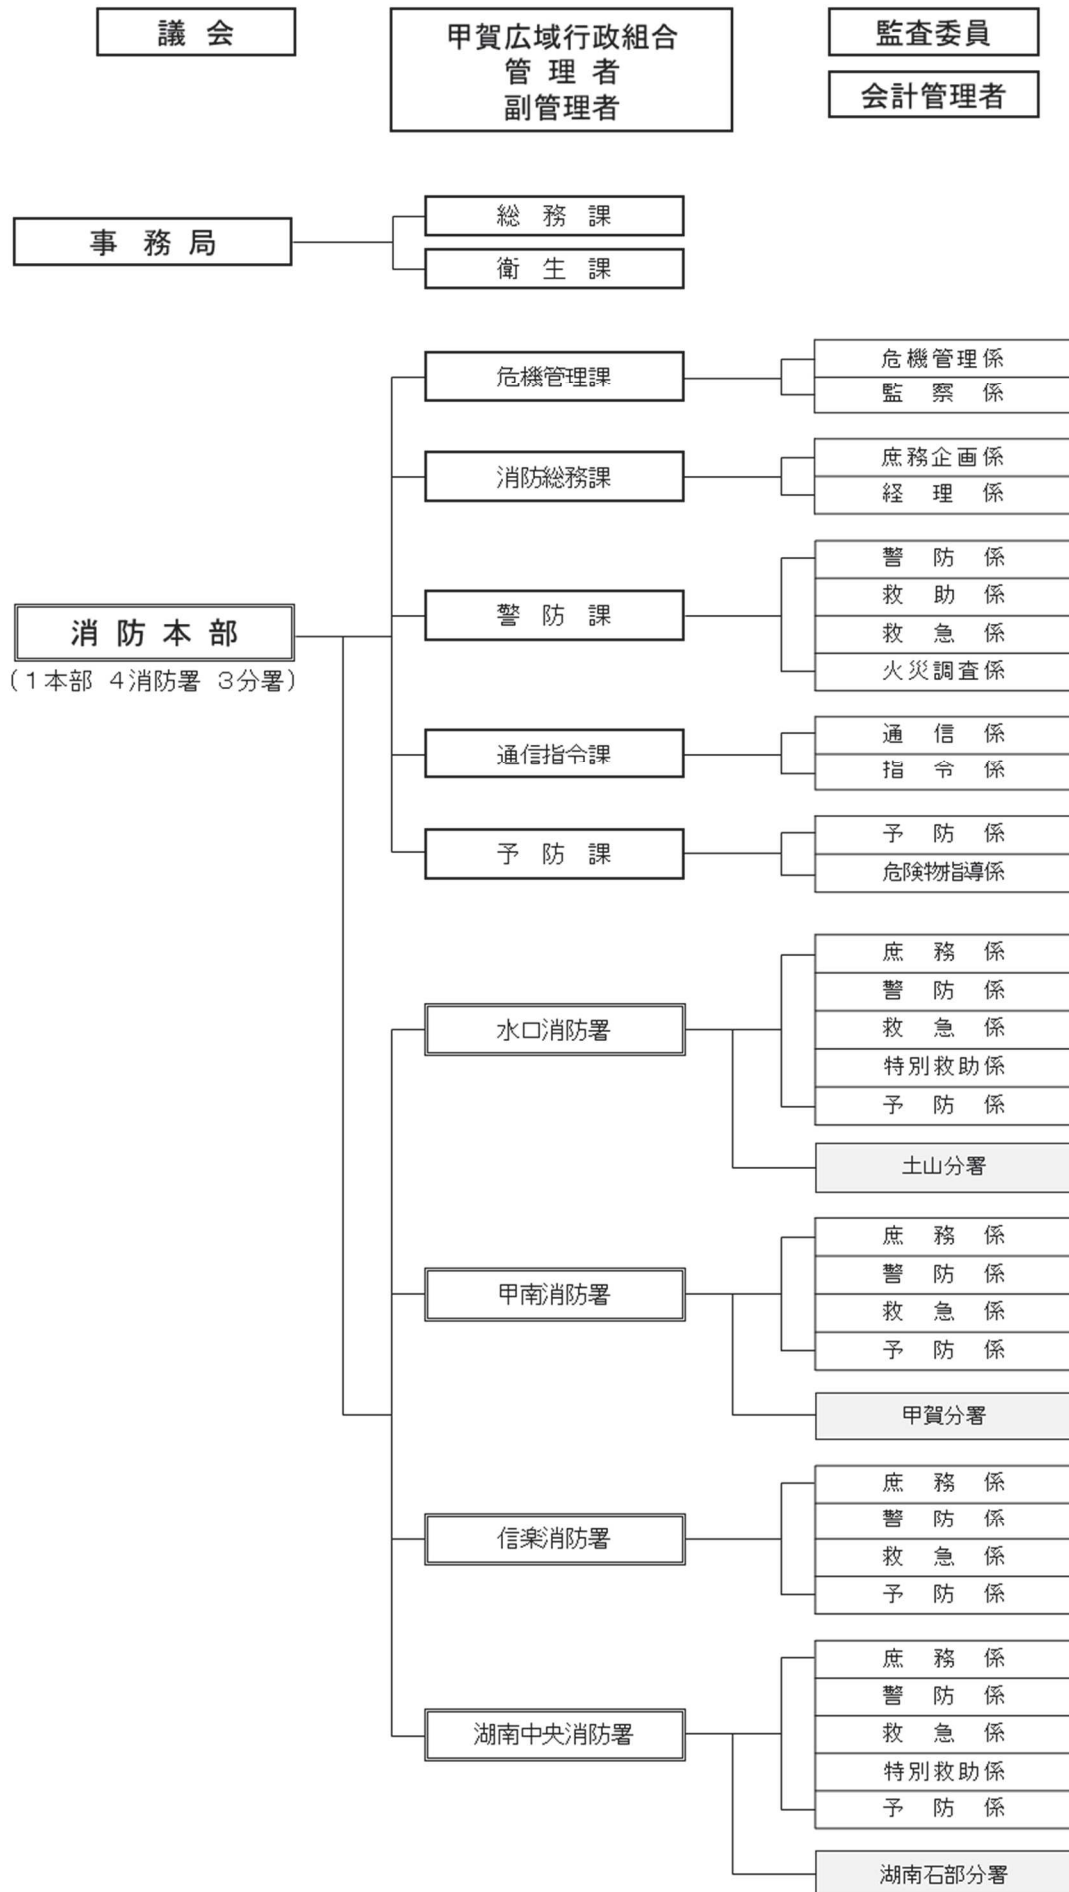 議会
甲賀広域行政組合
管理者
副管理者
監査委員
会計管理者
事務局
総務課
衛生課
消防本部
(1本部 4消防署 3分署)
危機管理課
危機管理係
監察係
消防総務課
庶務企画係
経理係
警防課
警防係
救助係
救急係
火災調査係
通信指令課
通信係
指令係
予防課
予防係
危険物指導係
水口消防署
庶務係
警防係
救急係
特別救助係
予防係
土山分署
甲南消防署
庶務係
警防係
救急係
予防係
甲賀分署
信楽消防署
庶務係
警防係
救急係
予防係
湖南中央消防署
庶務係
警防係
救急係
特別救助係
予防係
湖南石部分署